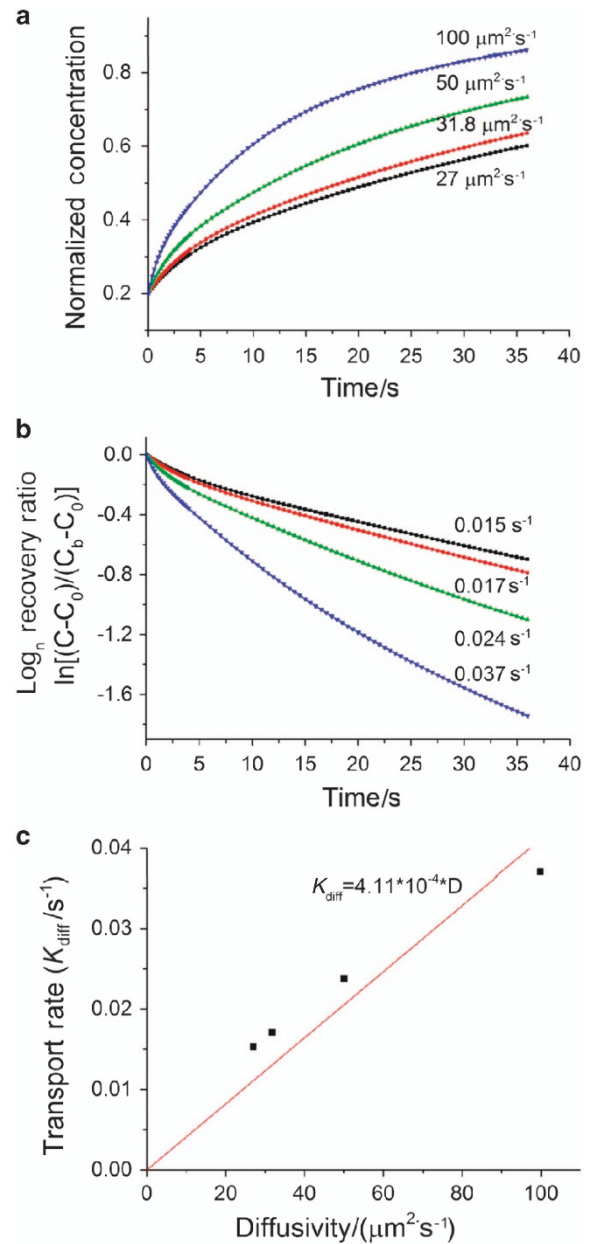 a
Normalized concentration
0.8
0.6
0.4
0.2
100 μm²·s⁻¹
50 μm²·s⁻¹
31.8 μm²·s⁻¹
27 μm²·s⁻¹
0 5 10 15 20 25 30 35 40
Time/s
b
Logₙ recovery ratio
ln[(C-C₀)/(C_b-C₀)]
0.0
-0.4
-0.8
-1.2
-1.6
0.015 s⁻¹
0.017 s⁻¹
0.024 s⁻¹
0.037 s⁻¹
0 5 10 15 20 25 30 35 40
Time/s
c
Transport rate (K_diff/s⁻¹)
0.04
0.03
0.02
0.01
0.00
K_diff=4.11*10⁻⁴*D
0 20 40 60 80 100
Diffusivity/(μm²·s⁻¹)